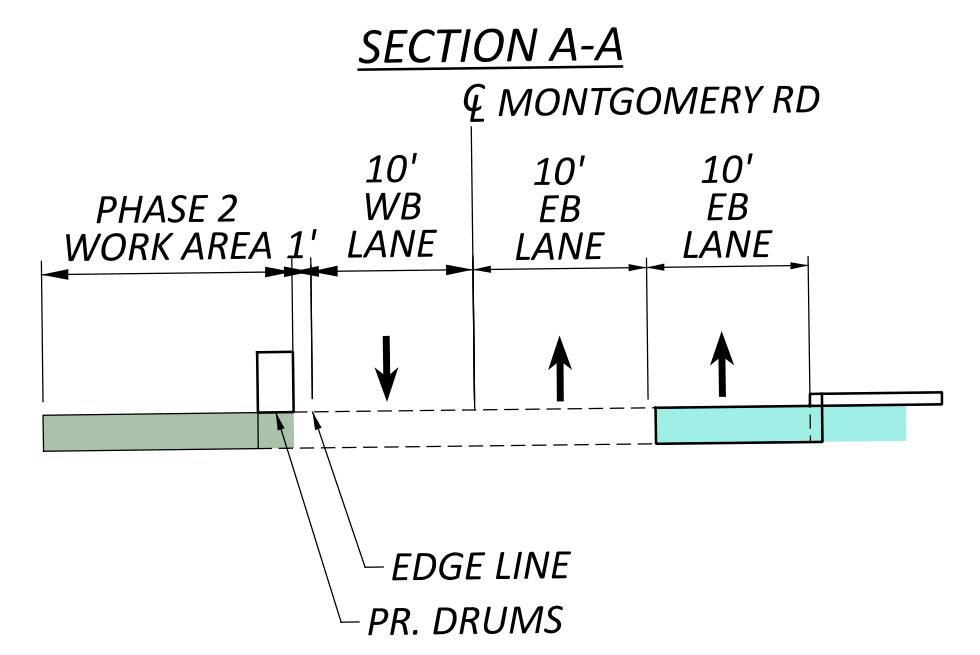 SECTION A-A
℄ MONTGOMERY RD
PHASE 2
WORK AREA
1'
10'
WB
LANE
10'
EB
LANE
10'
EB
LANE
EDGE LINE
PR. DRUMS